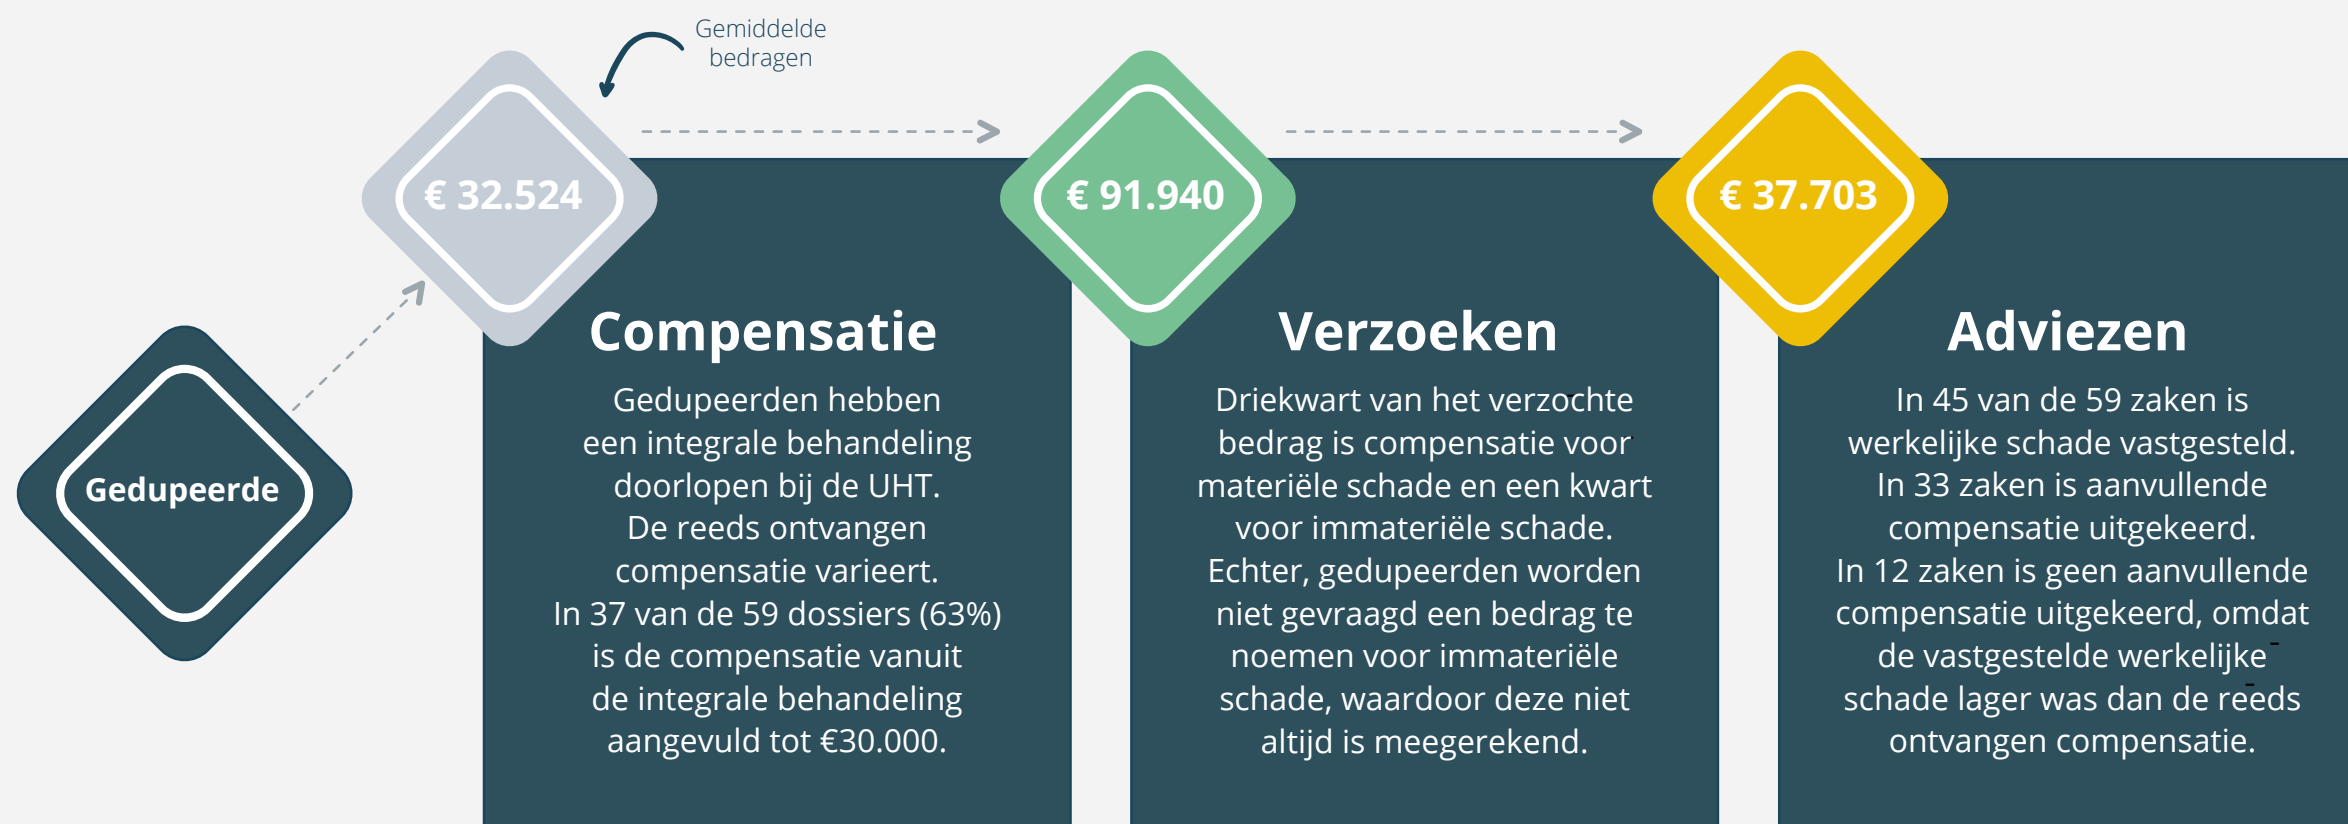 Gemiddelde
bedragen
Gedupeerde
€ 32.524
Compensatie
Gedupeerden hebben
een integrale behandeling
doorlopen bij de UHT.
De reeds ontvangen
compensatie varieert.
In 37 van de 59 dossiers (63%)
is de compensatie vanuit
de integrale behandeling
aangevuld tot €30.000.
€ 91.940
Verzoeken
Driekwart van het verzochte
bedrag is compensatie voor
materiële schade en een kwart
voor immateriële schade.
Echter, gedupeerden worden
niet gevraagd een bedrag te
noemen voor immateriële
schade, waardoor deze niet
altijd is meegerekend.
€ 37.703
Adviezen
In 45 van de 59 zaken is
werkelijke schade vastgesteld.
In 33 zaken is aanvullende
compensatie uitgekeerd.
In 12 zaken is geen aanvullende
compensatie uitgekeerd, omdat
de vastgestelde werkelijke
schade lager was dan de reeds
ontvangen compensatie.